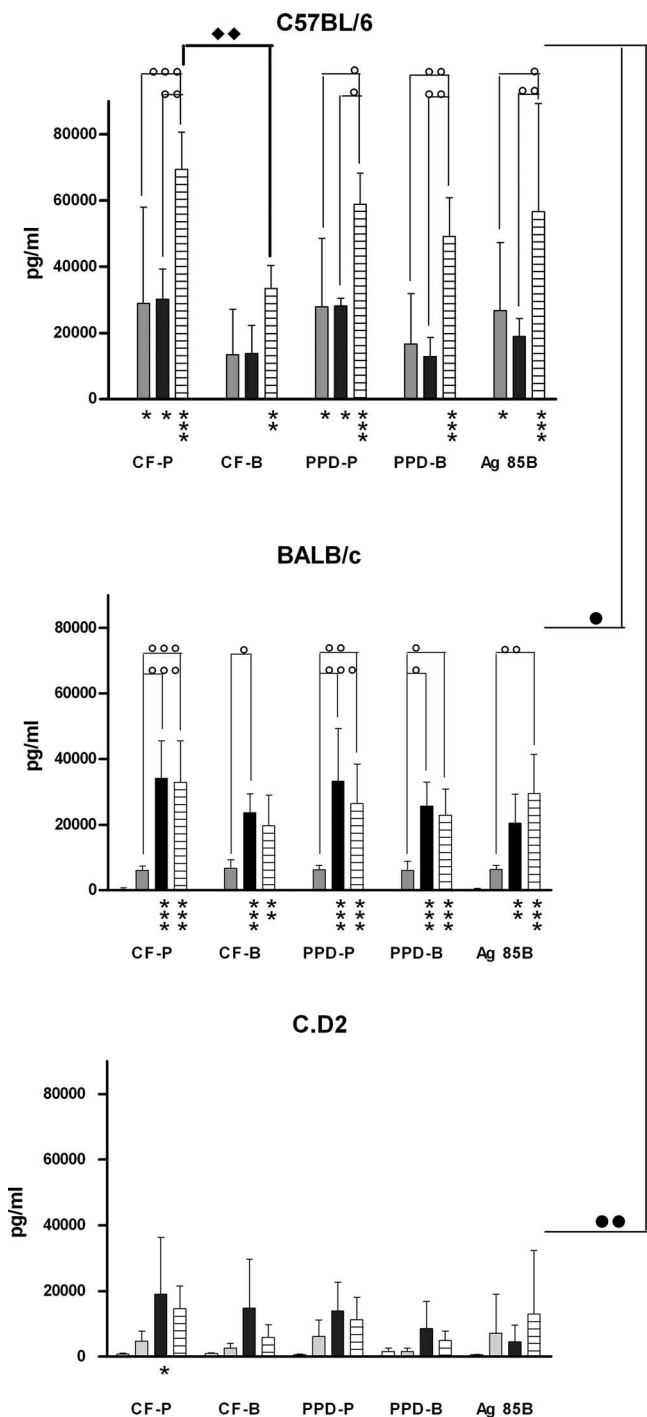 C57BL/6
◆◆
○○○ ○ ○○ ○
○○ ○ ○○ ○○
80000
60000
pg/ml
40000
20000
0
* * *** ** * * *** *** * ***
CF-P CF-B PPD-P PPD-B Ag 85B
BALB/c
●
80000
○○○ ○ ○○ ○ ○○
○○○ ○○○ ○
60000
pg/ml
40000
20000
0
*** *** *** ** *** *** *** *** ** ***
CF-P CF-B PPD-P PPD-B Ag 85B
C.D2
80000
60000
pg/ml
40000
●●
20000
0
*
CF-P CF-B PPD-P PPD-B Ag 85B